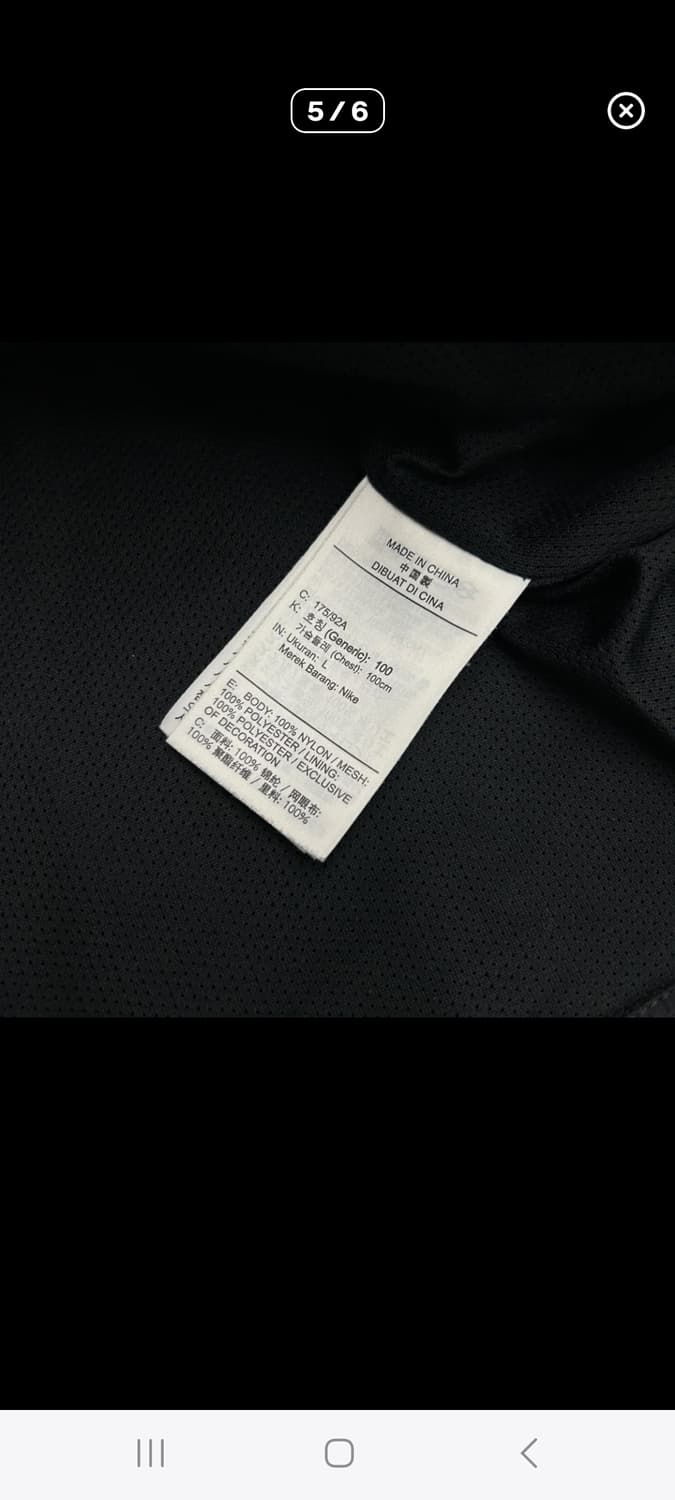 5/6
MADE IN CHINA
中国製
DIBUAT DI CINA
C: 175/92A
K: 호칭 (Generic): 100
가슴둘레 (Chest): 100cm
IN: Ukuran: L
Merek Barang: Nike
E: BODY: 100% NYLON / MESH:
100% POLYESTER / LINING:
100% POLYESTER / EXCLUSIVE
OF DECORATION
C: 面料: 100% 锦纶 / 网眼布:
100% 聚酯纤维 / 里料: 100%